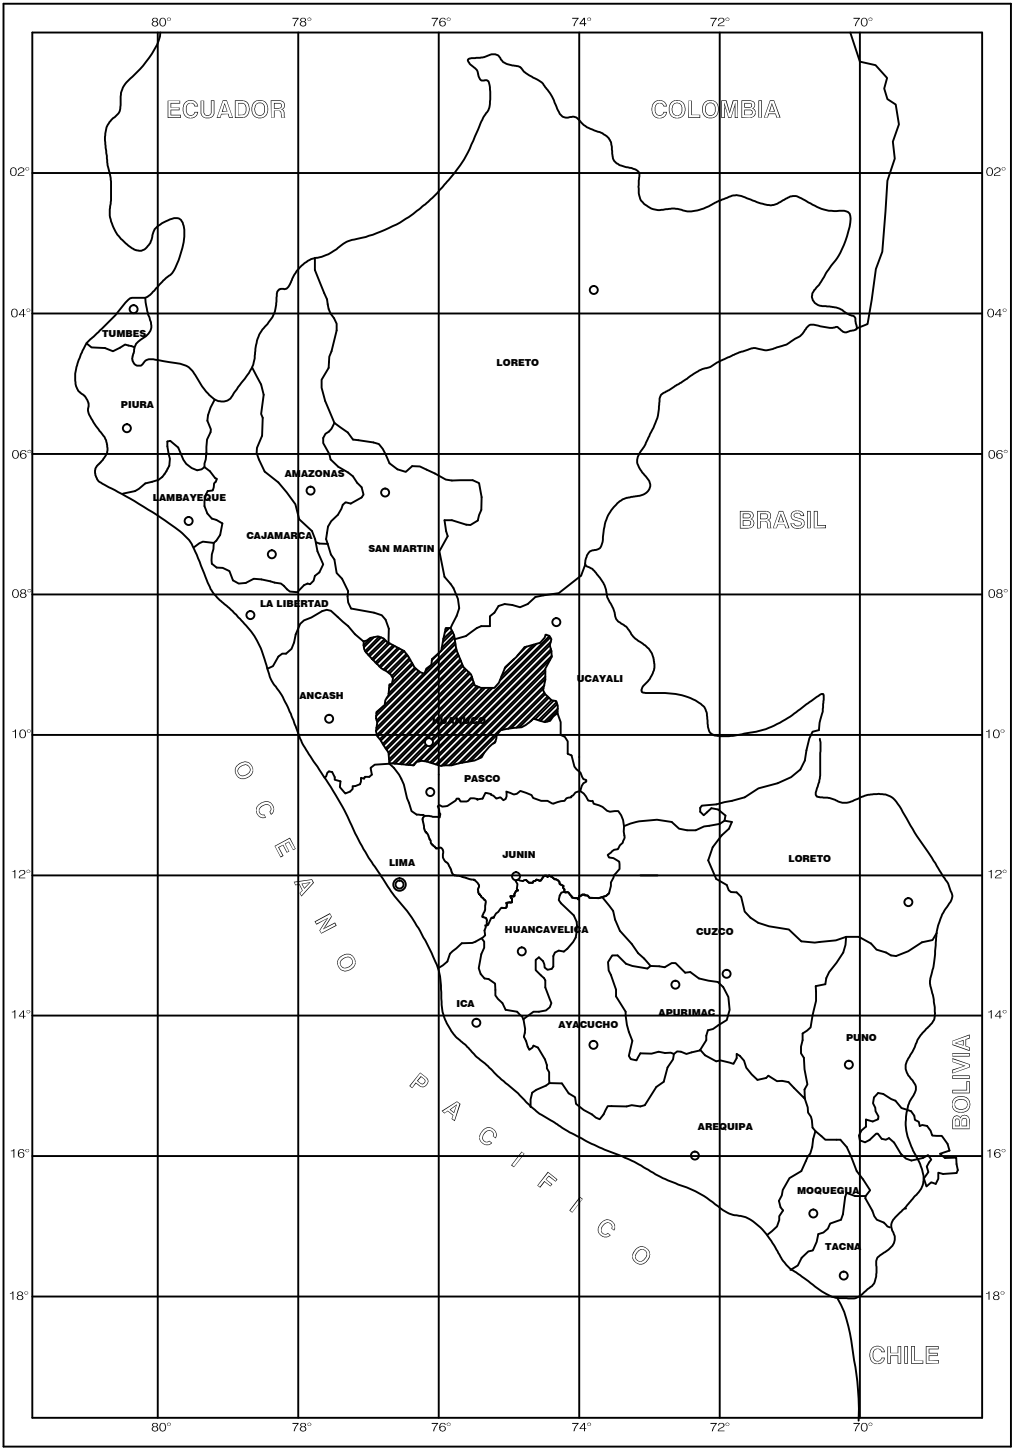 80° 78° 76° 74° 72° 70°
ECUADOR
COLOMBIA
02° 02°
04° 04°
TUMBES
LORETO
PIURA
06° 06°
AMAZONAS
LAMBAYEQUE
BRASIL
CAJAMARCA
SAN MARTIN
08° 08°
LA LIBERTAD
UCAYALI
ANCASH
HUANUCO
10° 10°
PASCO
JUNIN
LORETO
LIMA
12° 12°
HUANCAVELICA
CUZCO
ICA
APURIMAC
14° 14°
AYACUCHO
PUNO
BOLIVIA
OCEANO PACIFICO
AREQUIPA
16° 16°
MOQUEGUA
TACNA
18° 18°
CHILE
80° 78° 76° 74° 72° 70°